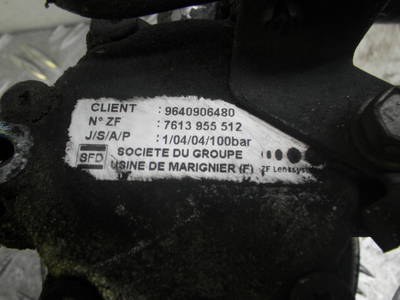 CLIENT : 9640906480
N° ZF : 7613 955 512
J/S/A/P : 1/04/04/100bar
SFD SOCIETE DU GROUPE
USINE DE MARIGNIER (F) ZF Lenksyst